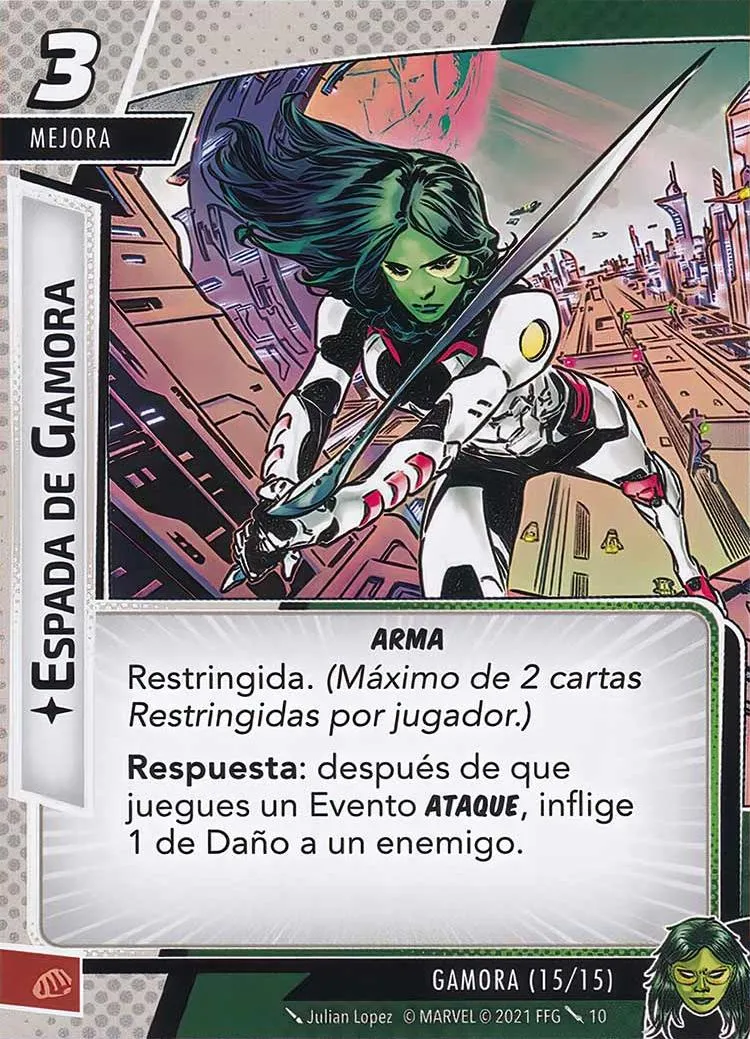 3
MEJORA
ESPADA DE GAMORA
ARMA
Restringida. (Máximo de 2 cartas
Restringidas por jugador.)
Respuesta: después de que
juegues un Evento ATAQUE, inflige
1 de Daño a un enemigo.
GAMORA (15/15)
Julian Lopez © MARVEL © 2021 FFG 10